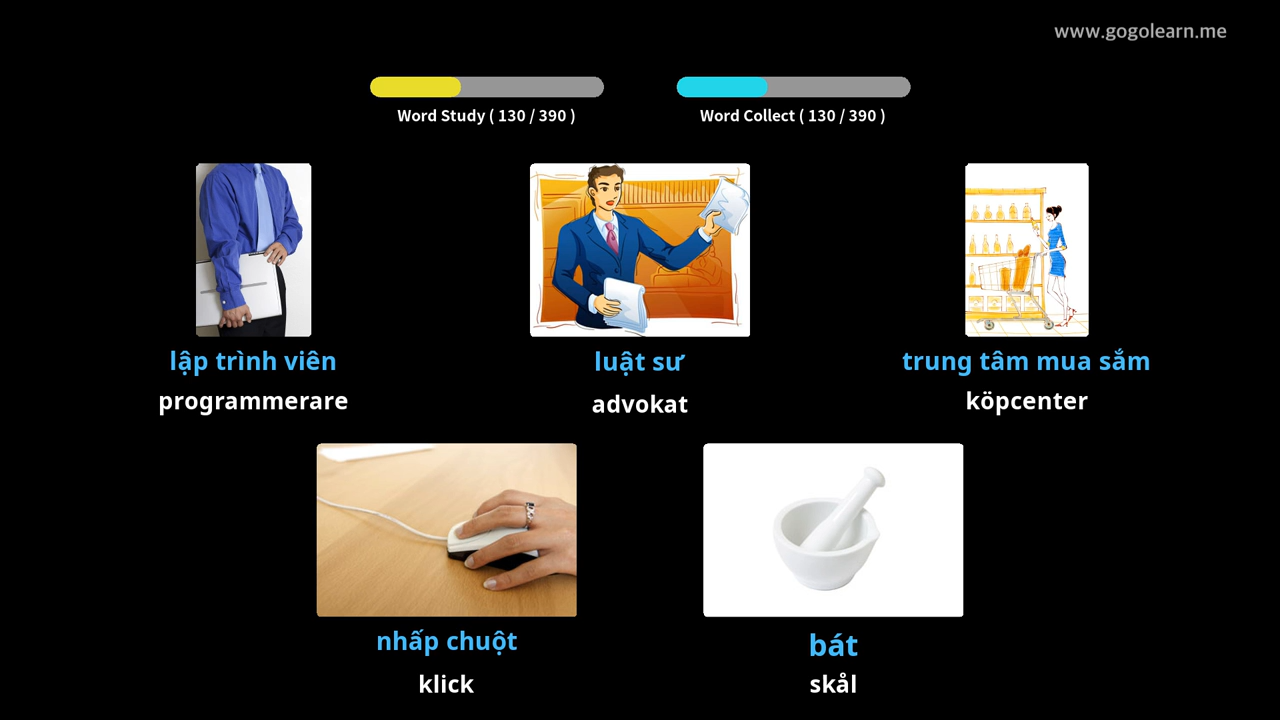 www.gogolearn.me
Word Study ( 130 / 390 )
Word Collect ( 130 / 390 )
lập trình viên
programmerare
luật sư
advokat
trung tâm mua sắm
köpcenter
nhấp chuột
klick
bát
skål